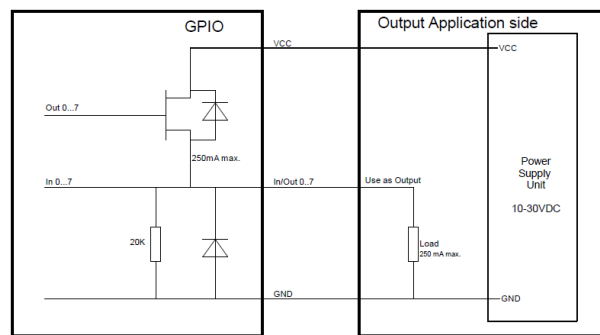 GPIO
Output Application side
VCC
VCC
Out 0...7
250mA max.
Power
Supply
Unit
10-30VDC
In 0...7
In/Out 0..7
Use as Output
20K
Load
250 mA max.
GND
GND